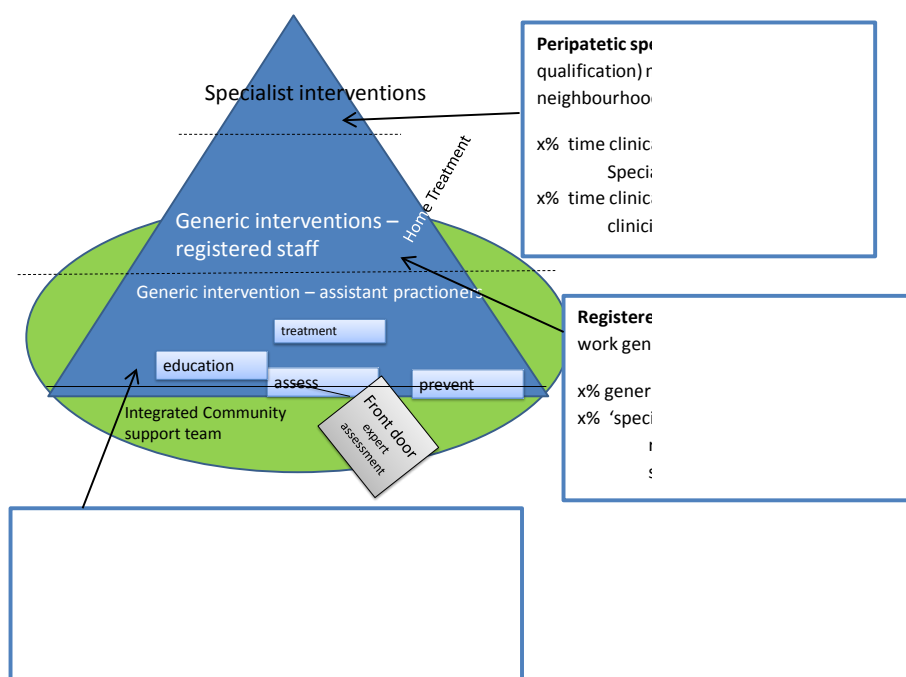 Specialist interventions
Home Treatment
Generic interventions –
registered staff
Generic intervention – assistant practioners
treatment
education
assess
prevent
Integrated Community
support team
Front door
expert
assessment
Peripatetic spe
qualification)
neighbourhoo
x% time clinica
Specia
x% time clinica
clinici
Registere
work gen
x% gener
x% ‘speci